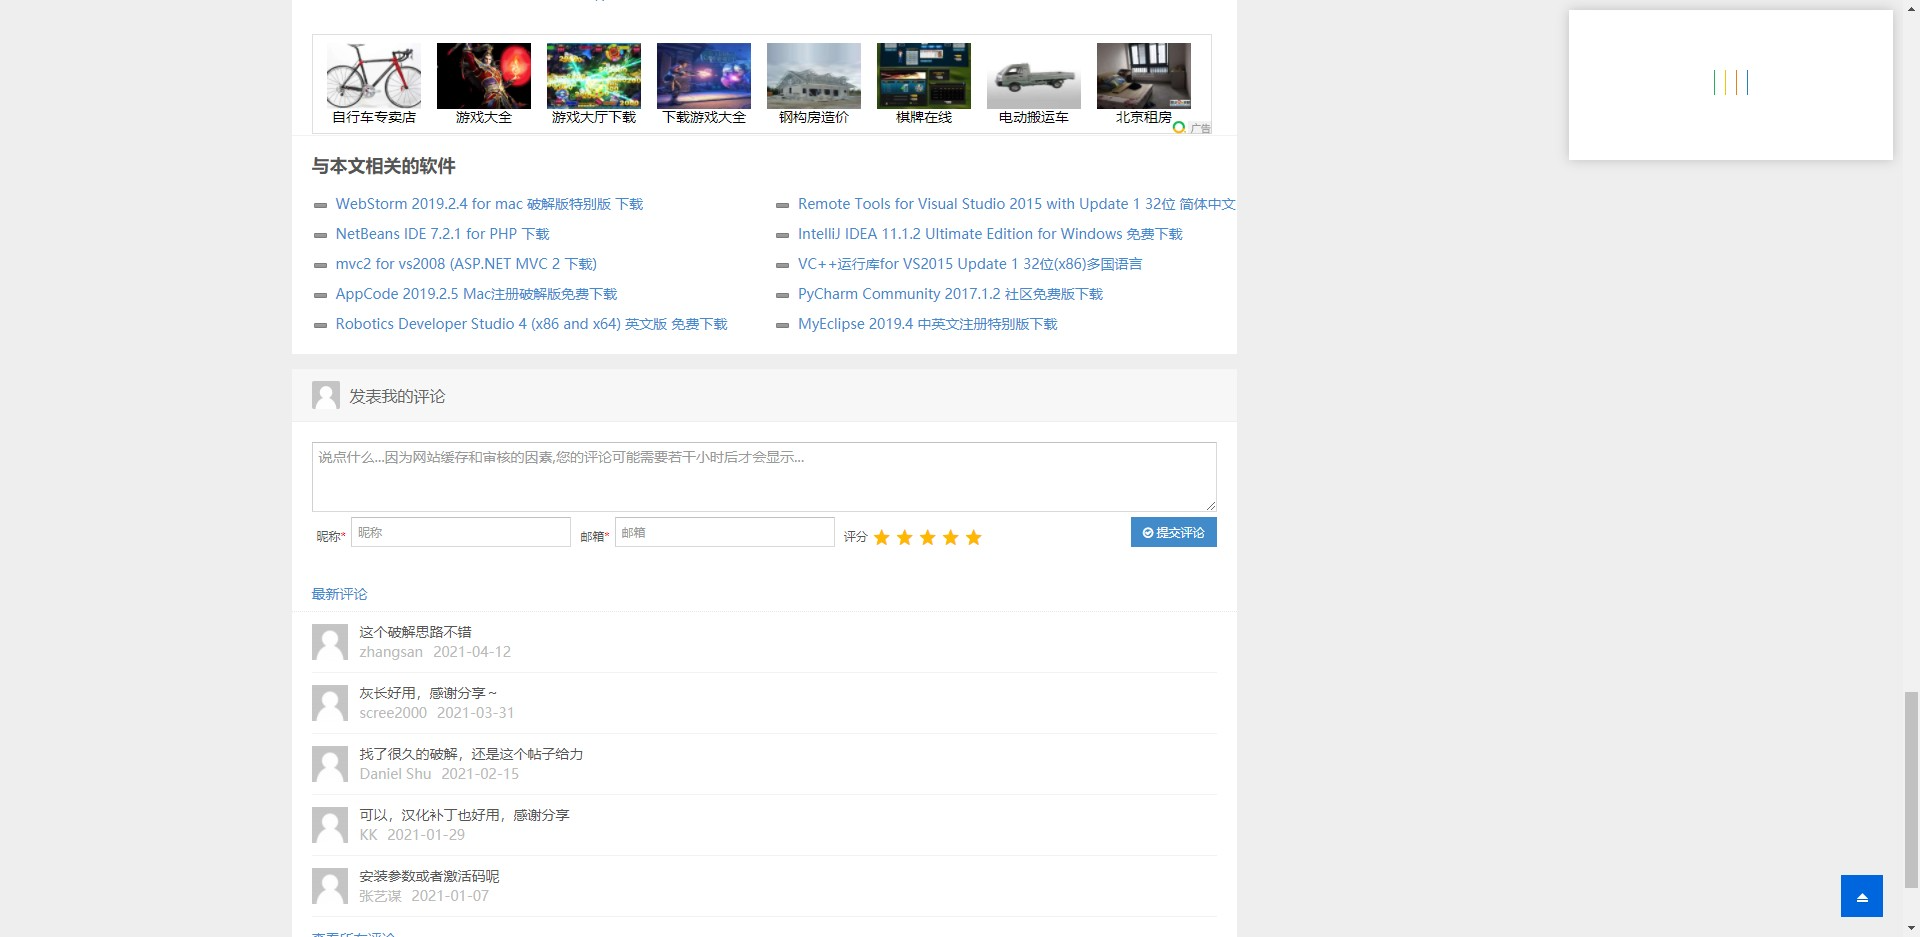 自行车专卖店 游戏大全 游戏大厅下载 下载游戏大全 钢构房造价 棋牌在线 电动搬运车 北京租房
广告
与本文相关的软件
WebStorm 2019.2.4 for mac 破解版特别版 下载
Remote Tools for Visual Studio 2015 with Update 1 32位 简体中文
NetBeans IDE 7.2.1 for PHP 下载
IntelliJ IDEA 11.1.2 Ultimate Edition for Windows 免费下载
mvc2 for vs2008 (ASP.NET MVC 2 下载)
VC++运行库for VS2015 Update 1 32位(x86)多国语言
AppCode 2019.2.5 Mac注册破解版免费下载
PyCharm Community 2017.1.2 社区免费版下载
Robotics Developer Studio 4 (x86 and x64) 英文版 免费下载
MyEclipse 2019.4 中英文注册特别版下载
发表我的评论
说点什么...因为网站缓存和审核的因素,您的评论可能需要若干小时后才会显示...
昵称* 昵称 邮箱* 邮箱 评分 提交评论
最新评论
这个破解思路不错
zhangsan 2021-04-12
灰长好用，感谢分享～
scree2000 2021-03-31
找了很久的破解，还是这个帖子给力
Daniel Shu 2021-02-15
可以，汉化补丁也好用，感谢分享
KK 2021-01-29
安装参数或者激活码呢
张艺谋 2021-01-07
查看所有评论